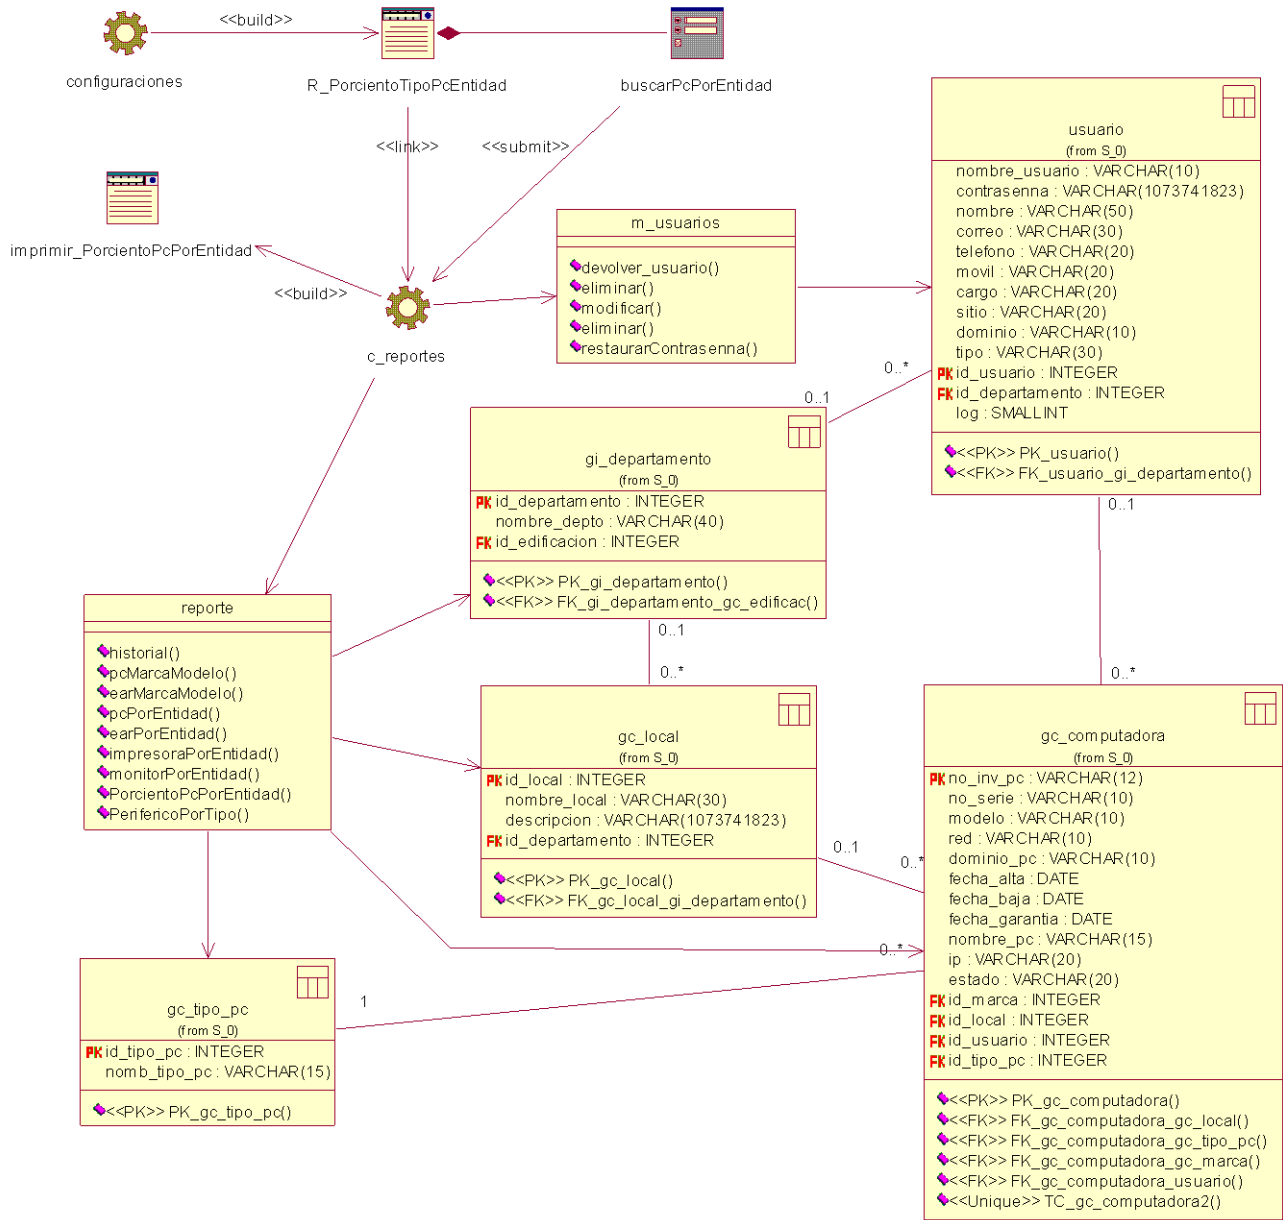 <<build>>
configuraciones
R_PorcientoTipoPcEntidad
buscarPcPorEntidad
<<link>>
<<submit>>
imprimir_PorcientoPcPorEntidad
<<build>>
c_reportes
m_usuarios
devolver_usuario()
eliminar()
modificar()
eliminar()
restaurarContrasenna()
usuario
(from S_0)
nombre_usuario : VARCHAR(10)
contrasenna : VARCHAR(1073741823)
nombre : VARCHAR(50)
correo : VARCHAR(30)
telefono : VARCHAR(20)
movil : VARCHAR(20)
cargo : VARCHAR(20)
sitio : VARCHAR(20)
dominio : VARCHAR(10)
tipo : VARCHAR(30)
PK id_usuario : INTEGER
FK id_departamento : INTEGER
log : SMALLINT
<<PK>> PK_usuario()
<<FK>> FK_usuario_gi_departamento()
0..*
0..1
gi_departamento
(from S_0)
PK id_departamento : INTEGER
nombre_depto : VARCHAR(40)
FK id_edificacion : INTEGER
<<PK>> PK_gi_departamento()
<<FK>> FK_gi_departamento_gc_edificac()
0..1
0..*
0..1
0..*
reporte
historial()
pcMarcaModelo()
earMarcaModelo()
pcPorEntidad()
earPorEntidad()
impresoraPorEntidad()
monitorPorEntidad()
PorcientoPcPorEntidad()
PerifericoPorTipo()
gc_local
(from S_0)
PK id_local : INTEGER
nombre_local : VARCHAR(30)
descripcion : VARCHAR(1073741823)
FK id_departamento : INTEGER
<<PK>> PK_gc_local()
<<FK>> FK_gc_local_gi_departamento()
0..1
0..*
0..*
1
gc_computadora
(from S_0)
PK no_inv_pc : VARCHAR(12)
no_serie : VARCHAR(10)
modelo : VARCHAR(10)
red : VARCHAR(10)
dominio_pc : VARCHAR(10)
fecha_alta : DATE
fecha_baja : DATE
fecha_garantia : DATE
nombre_pc : VARCHAR(15)
ip : VARCHAR(20)
estado : VARCHAR(20)
FK id_marca : INTEGER
FK id_local : INTEGER
FK id_usuario : INTEGER
FK id_tipo_pc : INTEGER
<<PK>> PK_gc_computadora()
<<FK>> FK_gc_computadora_gc_local()
<<FK>> FK_gc_computadora_gc_tipo_pc()
<<FK>> FK_gc_computadora_gc_marca()
<<FK>> FK_gc_computadora_usuario()
<<Unique>> TC_gc_computadora2()
gc_tipo_pc
(from S_0)
PK id_tipo_pc : INTEGER
nomb_tipo_pc : VARCHAR(15)
<<PK>> PK_gc_tipo_pc()